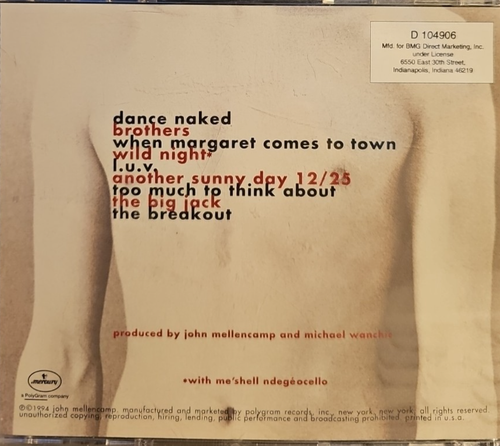 D 104906
Mfd. for BMG Direct Marketing, Inc.
under License
6550 East 30th Street,
Indianapolis, Indiana 46219
dance naked
brothers
when margaret comes to town
wild night•
l.u.v.
another sunny day 12/25
too much to think about
the big jack
the breakout
produced by john mellencamp and michael wanchic
•with me'shell ndegéocello
mercury
a PolyGram company
℗©1994 john mellencamp. manufactured and marketed by polygram records, inc., new york, new york. all rights reserved.
unauthorized copying, reproduction, hiring, lending, public performance and broadcasting prohibited. printed in u.s.a.